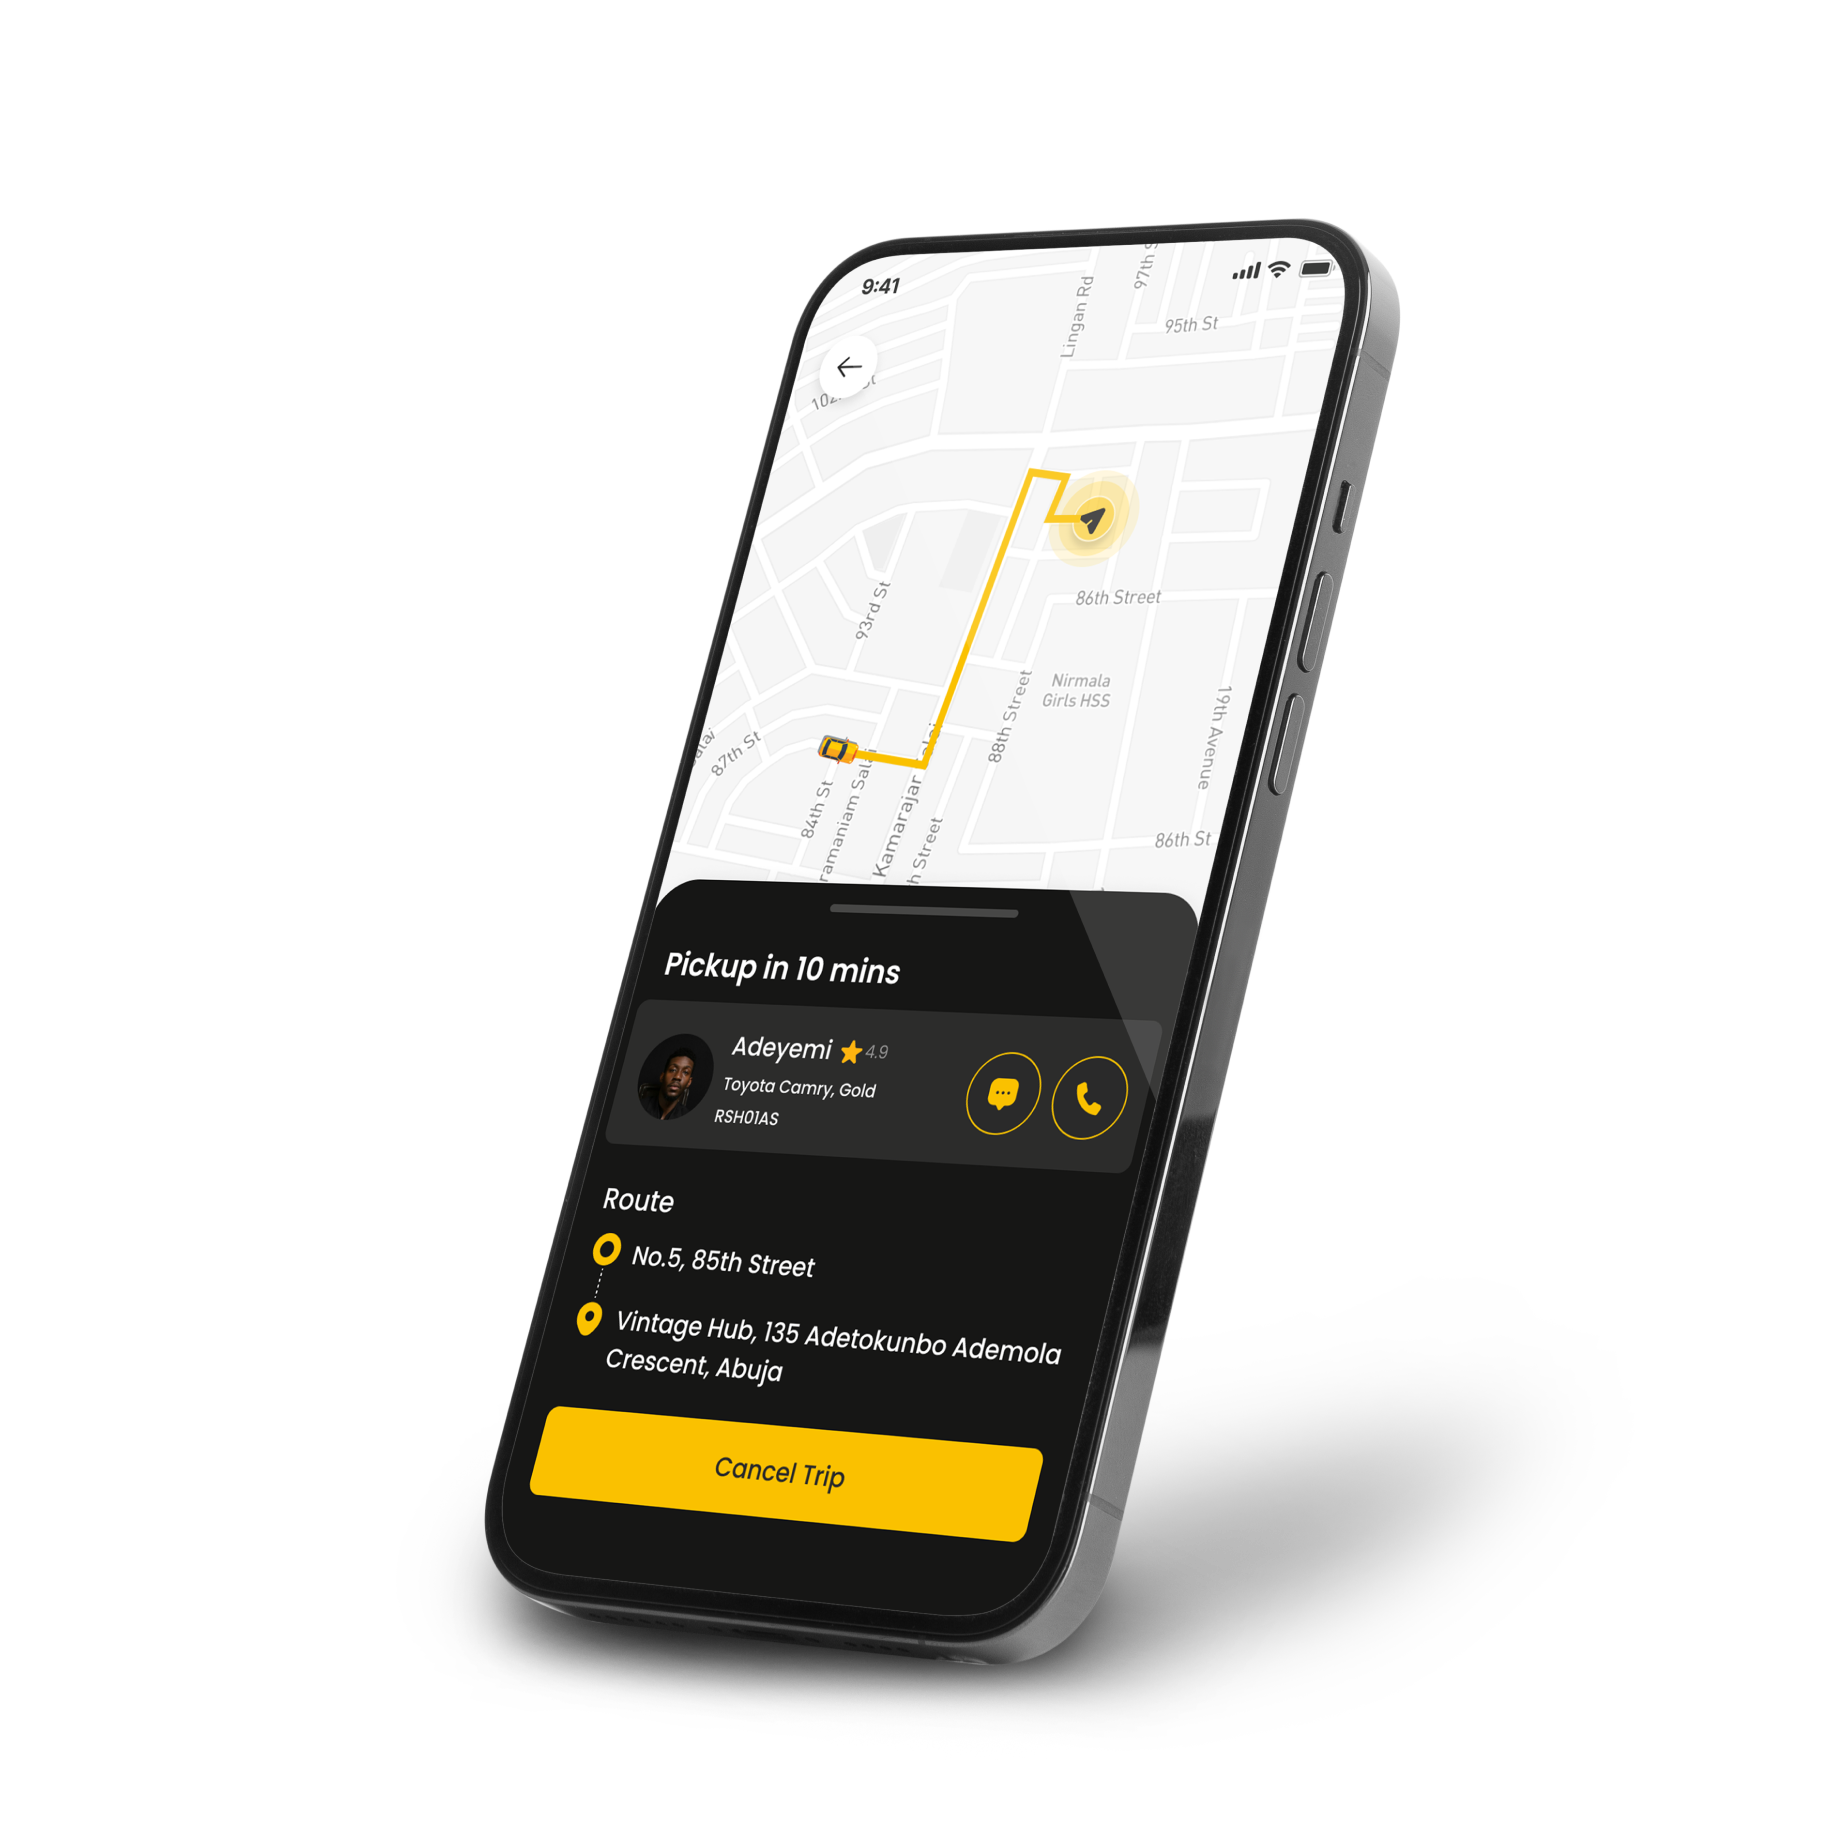 9:41
97th S
Lingan Rd
95th St
93rd St
86th Street
Nirmala
Girls HSS
88th Street
19th Avenue
87th St
84th St
ramaniam Salai
Kamarajar
h Street
86th St
Pickup in 10 mins
Adeyemi 4.9
Toyota Camry, Gold
RSH01AS
Route
No.5, 85th Street
Vintage Hub, 135 Adetokunbo Ademola
Crescent, Abuja
Cancel Trip